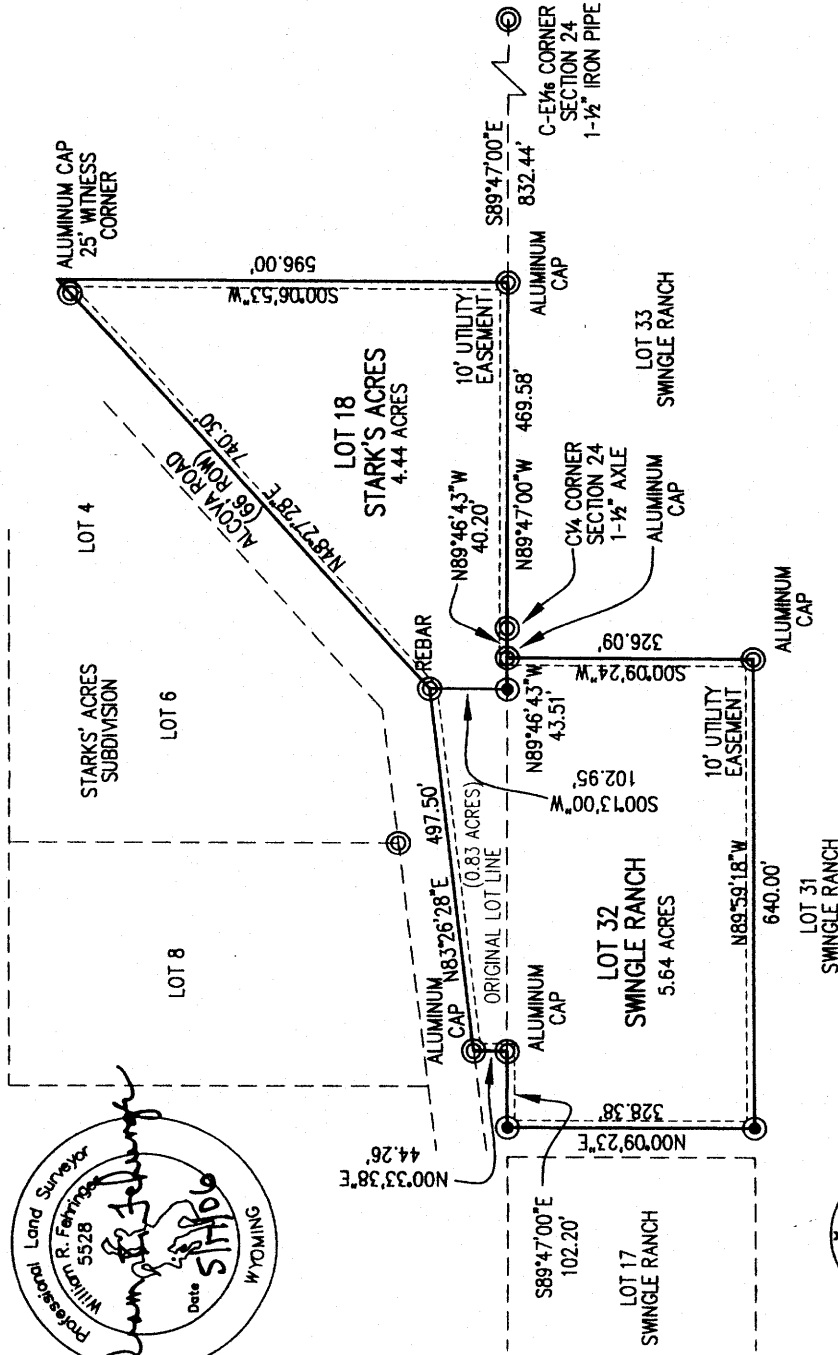 ALUMINUM CAP
25' WITNESS
CORNER
LOT 4
STARKS' ACRES
SUBDIVISION
LOT 6
LOT 8
ALCOVA ROAD
(66' ROW)
N48°27'28"E 740.30'
596.00'
S00°06'53"W
LOT 18
STARK'S ACRES
4.44 ACRES
10' UTILITY
EASEMENT
S89°47'00"E
832.44'
C-E1/16 CORNER
SECTION 24
1-½" IRON PIPE
ALUMINUM
CAP
N89°47'00"W 469.58'
N89°46'43"W
40.20'
C¼ CORNER
SECTION 24
1-½" AXLE
ALUMINUM
CAP
LOT 33
SWINGLE RANCH
REBAR
N83°26'28"E 497.50'
(0.83 ACRES)
ORIGINAL LOT LINE
N89°46'43"W
43.51'
S00°13'00"W
102.95'
326.09'
S00°09'24"W
ALUMINUM
CAP
10' UTILITY
EASEMENT
ALUMINUM
CAP
ALUMINUM
CAP
LOT 32
SWINGLE RANCH
5.64 ACRES
N89°59'18"W
640.00'
LOT 31
SWINGLE RANCH
328.38'
N00°09'23"E
N00°33'38"E
44.26'
S89°47'00"E
102.20'
LOT 17
SWINGLE RANCH
Professional Land Surveyor
William R. Fehringer
5528
Date 5/17/06
WYOMING